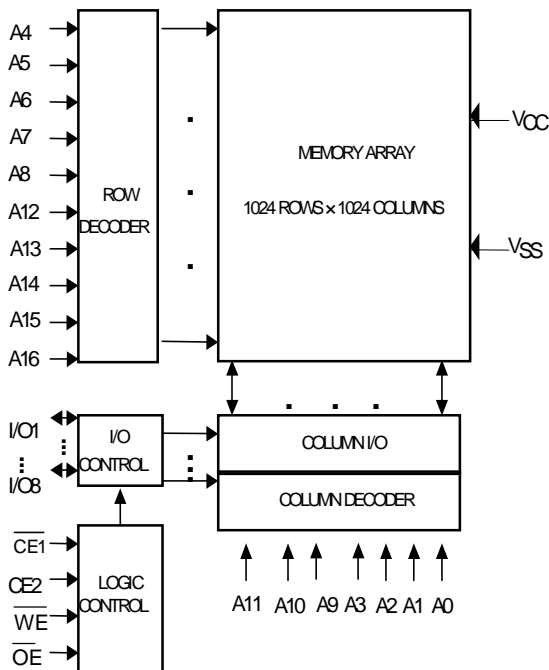 A4
A5
A6
A7
A8
A12
A13
A14
A15
A16
ROW
DECODER
MEMORY ARRAY
1024 ROWS × 1024 COLUMNS
VCC
VSS
I/O1
I/O8
I/O
CONTROL
COLUMN I/O
COLUMN DECODER
CE1
CE2
WE
OE
LOGIC
CONTROL
A11 A10 A9 A3 A2 A1 A0